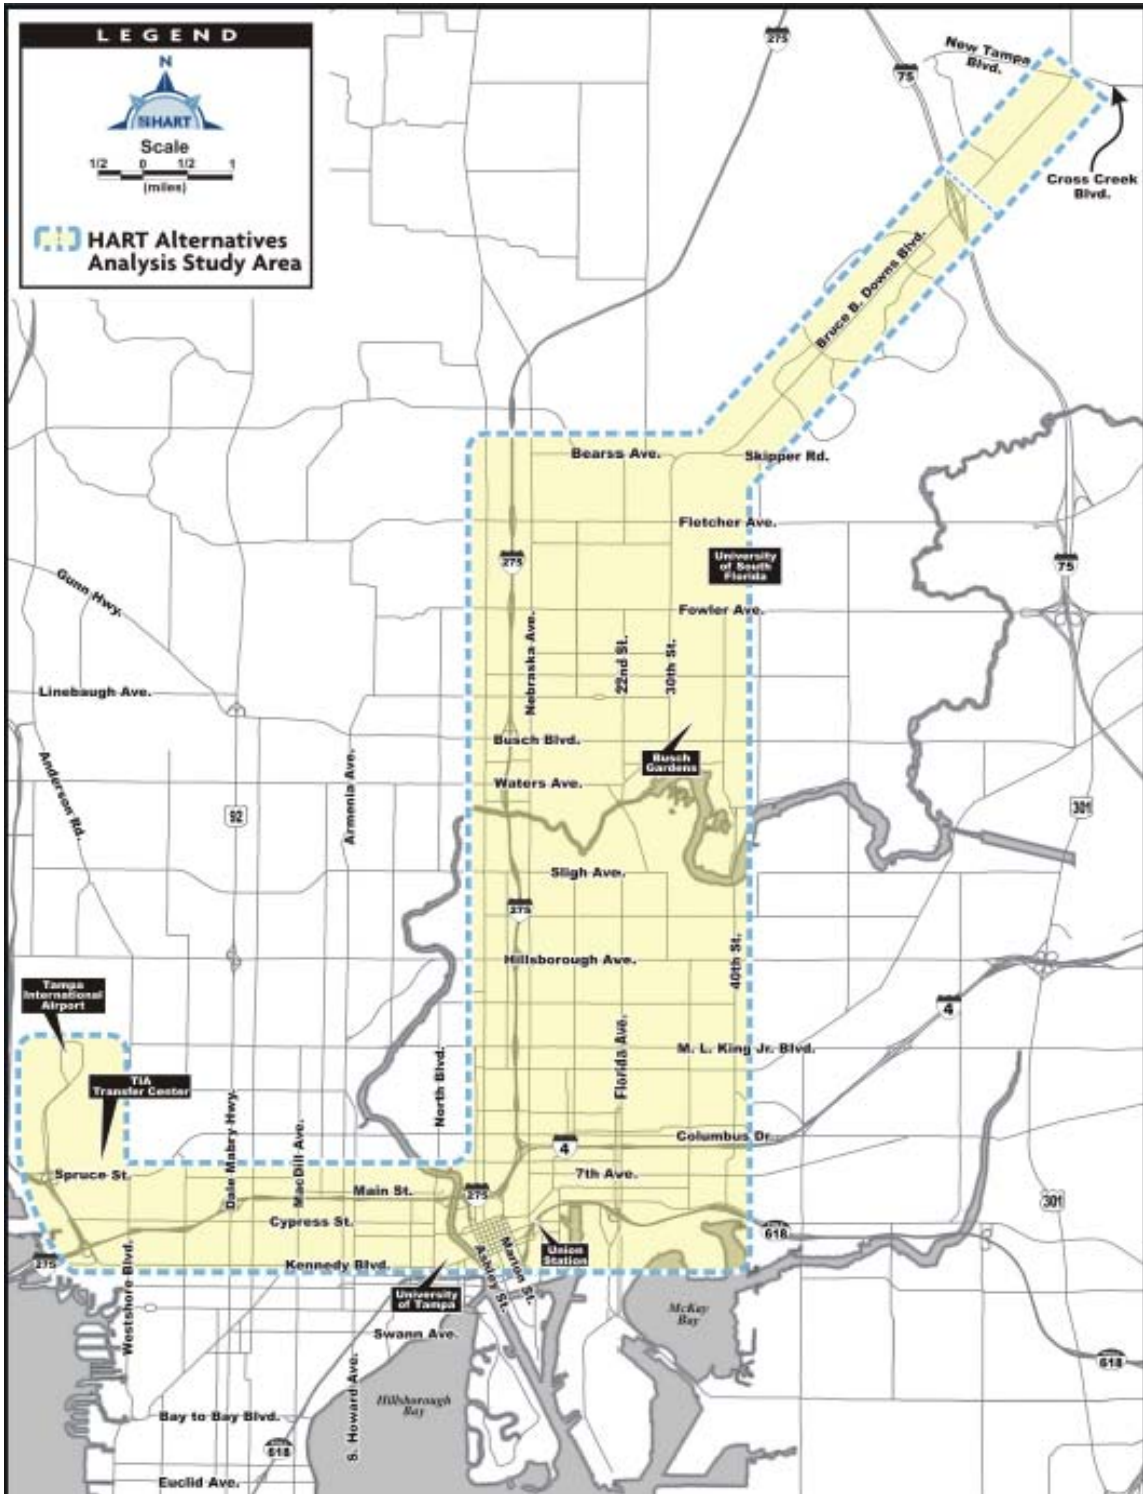 LEGEND
N
HART
Scale
1/2 0 1/2 1
(miles)
HART Alternatives
Analysis Study Area
275
75
New Tampa
Blvd.
Cross Creek
Blvd.
Bruce B. Downs Blvd.
Bearss Ave.
Skipper Rd.
Fletcher Ave.
275
University
of South
Florida
75
Gunn Hwy.
Fowler Ave.
Nebraska Ave.
22nd St.
30th St.
Linebaugh Ave.
Busch Blvd.
Busch
Gardens
Anderson Rd.
Armenia Ave.
Waters Ave.
92
301
Sligh Ave.
275
Hillsborough Ave.
40th St.
Tampa
International
Airport
4
Florida Ave.
M. L. King Jr. Blvd.
North Blvd.
TIA
Transfer Center
Dale Mabry Hwy.
MacDill Ave.
Columbus Dr.
4
Spruce St.
7th Ave.
Main St.
275
301
Cypress St.
618
Union
Station
275
Kennedy Blvd.
Marion St.
Ashley St.
Westshore Blvd.
University
of Tampa
McKay
Bay
Swann Ave.
618
S. Howard Ave.
Hillsborough
Bay
Bay to Bay Blvd.
618
Euclid Ave.